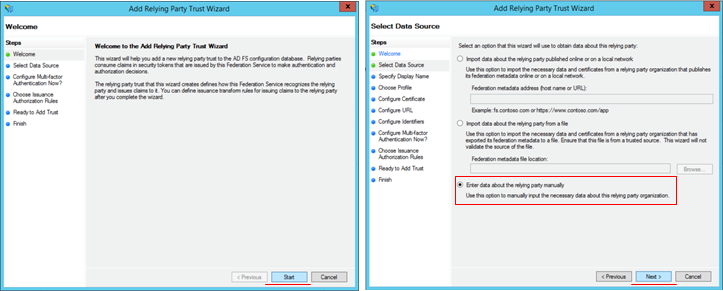 Add Relying Party Trust Wizard
Welcome
Steps
Welcome
Select Data Source
Configure Multi-factor
Authentication Now?
Choose Issuance
Authorization Rules
Ready to Add Trust
Finish
Welcome to the Add Relying Party Trust Wizard
This wizard will help you add a new relying party trust to the AD FS configuration database. Relying parties
consume claims in security tokens that are issued by this Federation Service to make authentication and
authorization decisions.
The relying party trust that this wizard creates defines how this Federation Service recognizes the relying
party and issues claims to it. You can define issuance transform rules for issuing claims to the relying party
after you complete the wizard.
< Previous
Start
Cancel
Add Relying Party Trust Wizard
Select Data Source
Steps
Welcome
Select Data Source
Specify Display Name
Choose Profile
Configure Certificate
Configure URL
Configure Identifiers
Configure Multi-factor
Authentication Now?
Choose Issuance
Authorization Rules
Ready to Add Trust
Finish
Select an option that this wizard will use to obtain data about this relying party:
Import data about the relying party published online or on a local network
Use this option to import the necessary data and certificates from a relying party organization that publishes
its federation metadata online or on a local network.
Federation metadata address (host name or URL):
Example: fs.contoso.com or https://www.contoso.com/app
Import data about the relying party from a file
Use this option to import the necessary data and certificates from a relying party organization that has
exported its federation metadata to a file. Ensure that this file is from a trusted source. This wizard will not
validate the source of the file.
Federation metadata file location:
Browse...
Enter data about the relying party manually
Use this option to manually input the necessary data about this relying party organization.
< Previous
Next >
Cancel